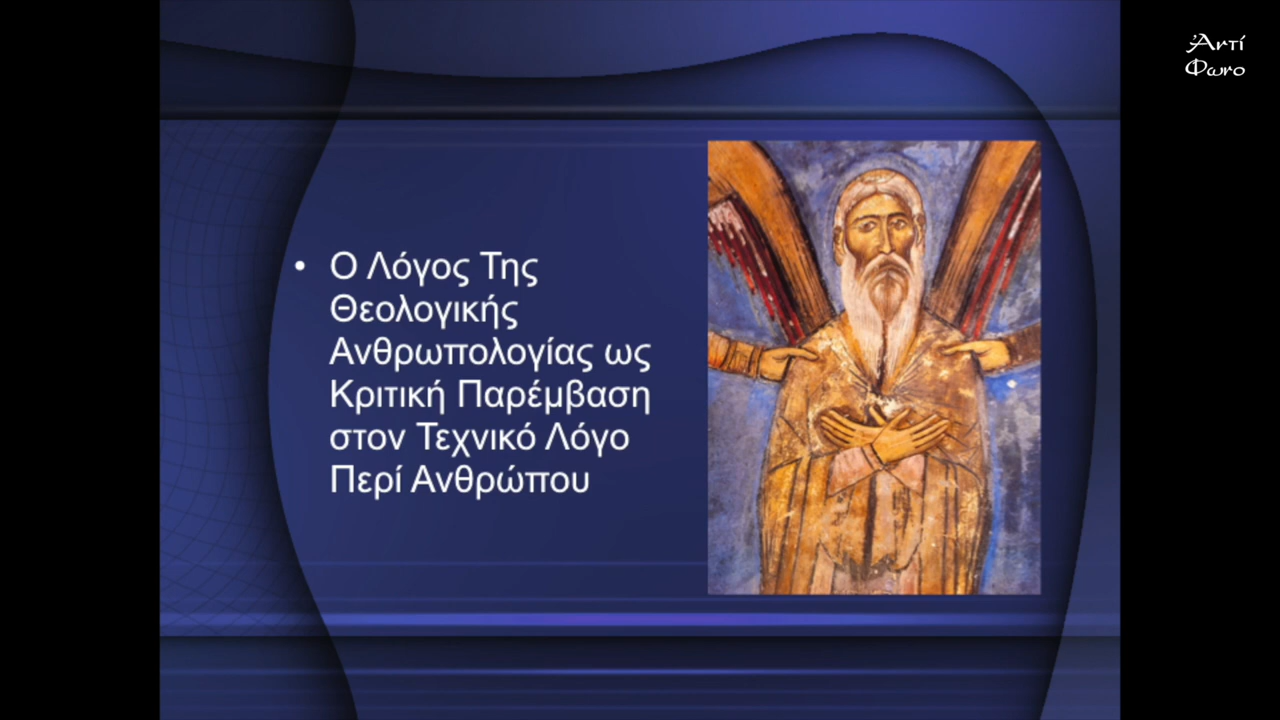 Ἀντί
Φωνο
• Ο Λόγος Της
Θεολογικής
Ανθρωπολογίας ως
Κριτική Παρέμβαση
στον Τεχνικό Λόγο
Περί Ανθρώπου